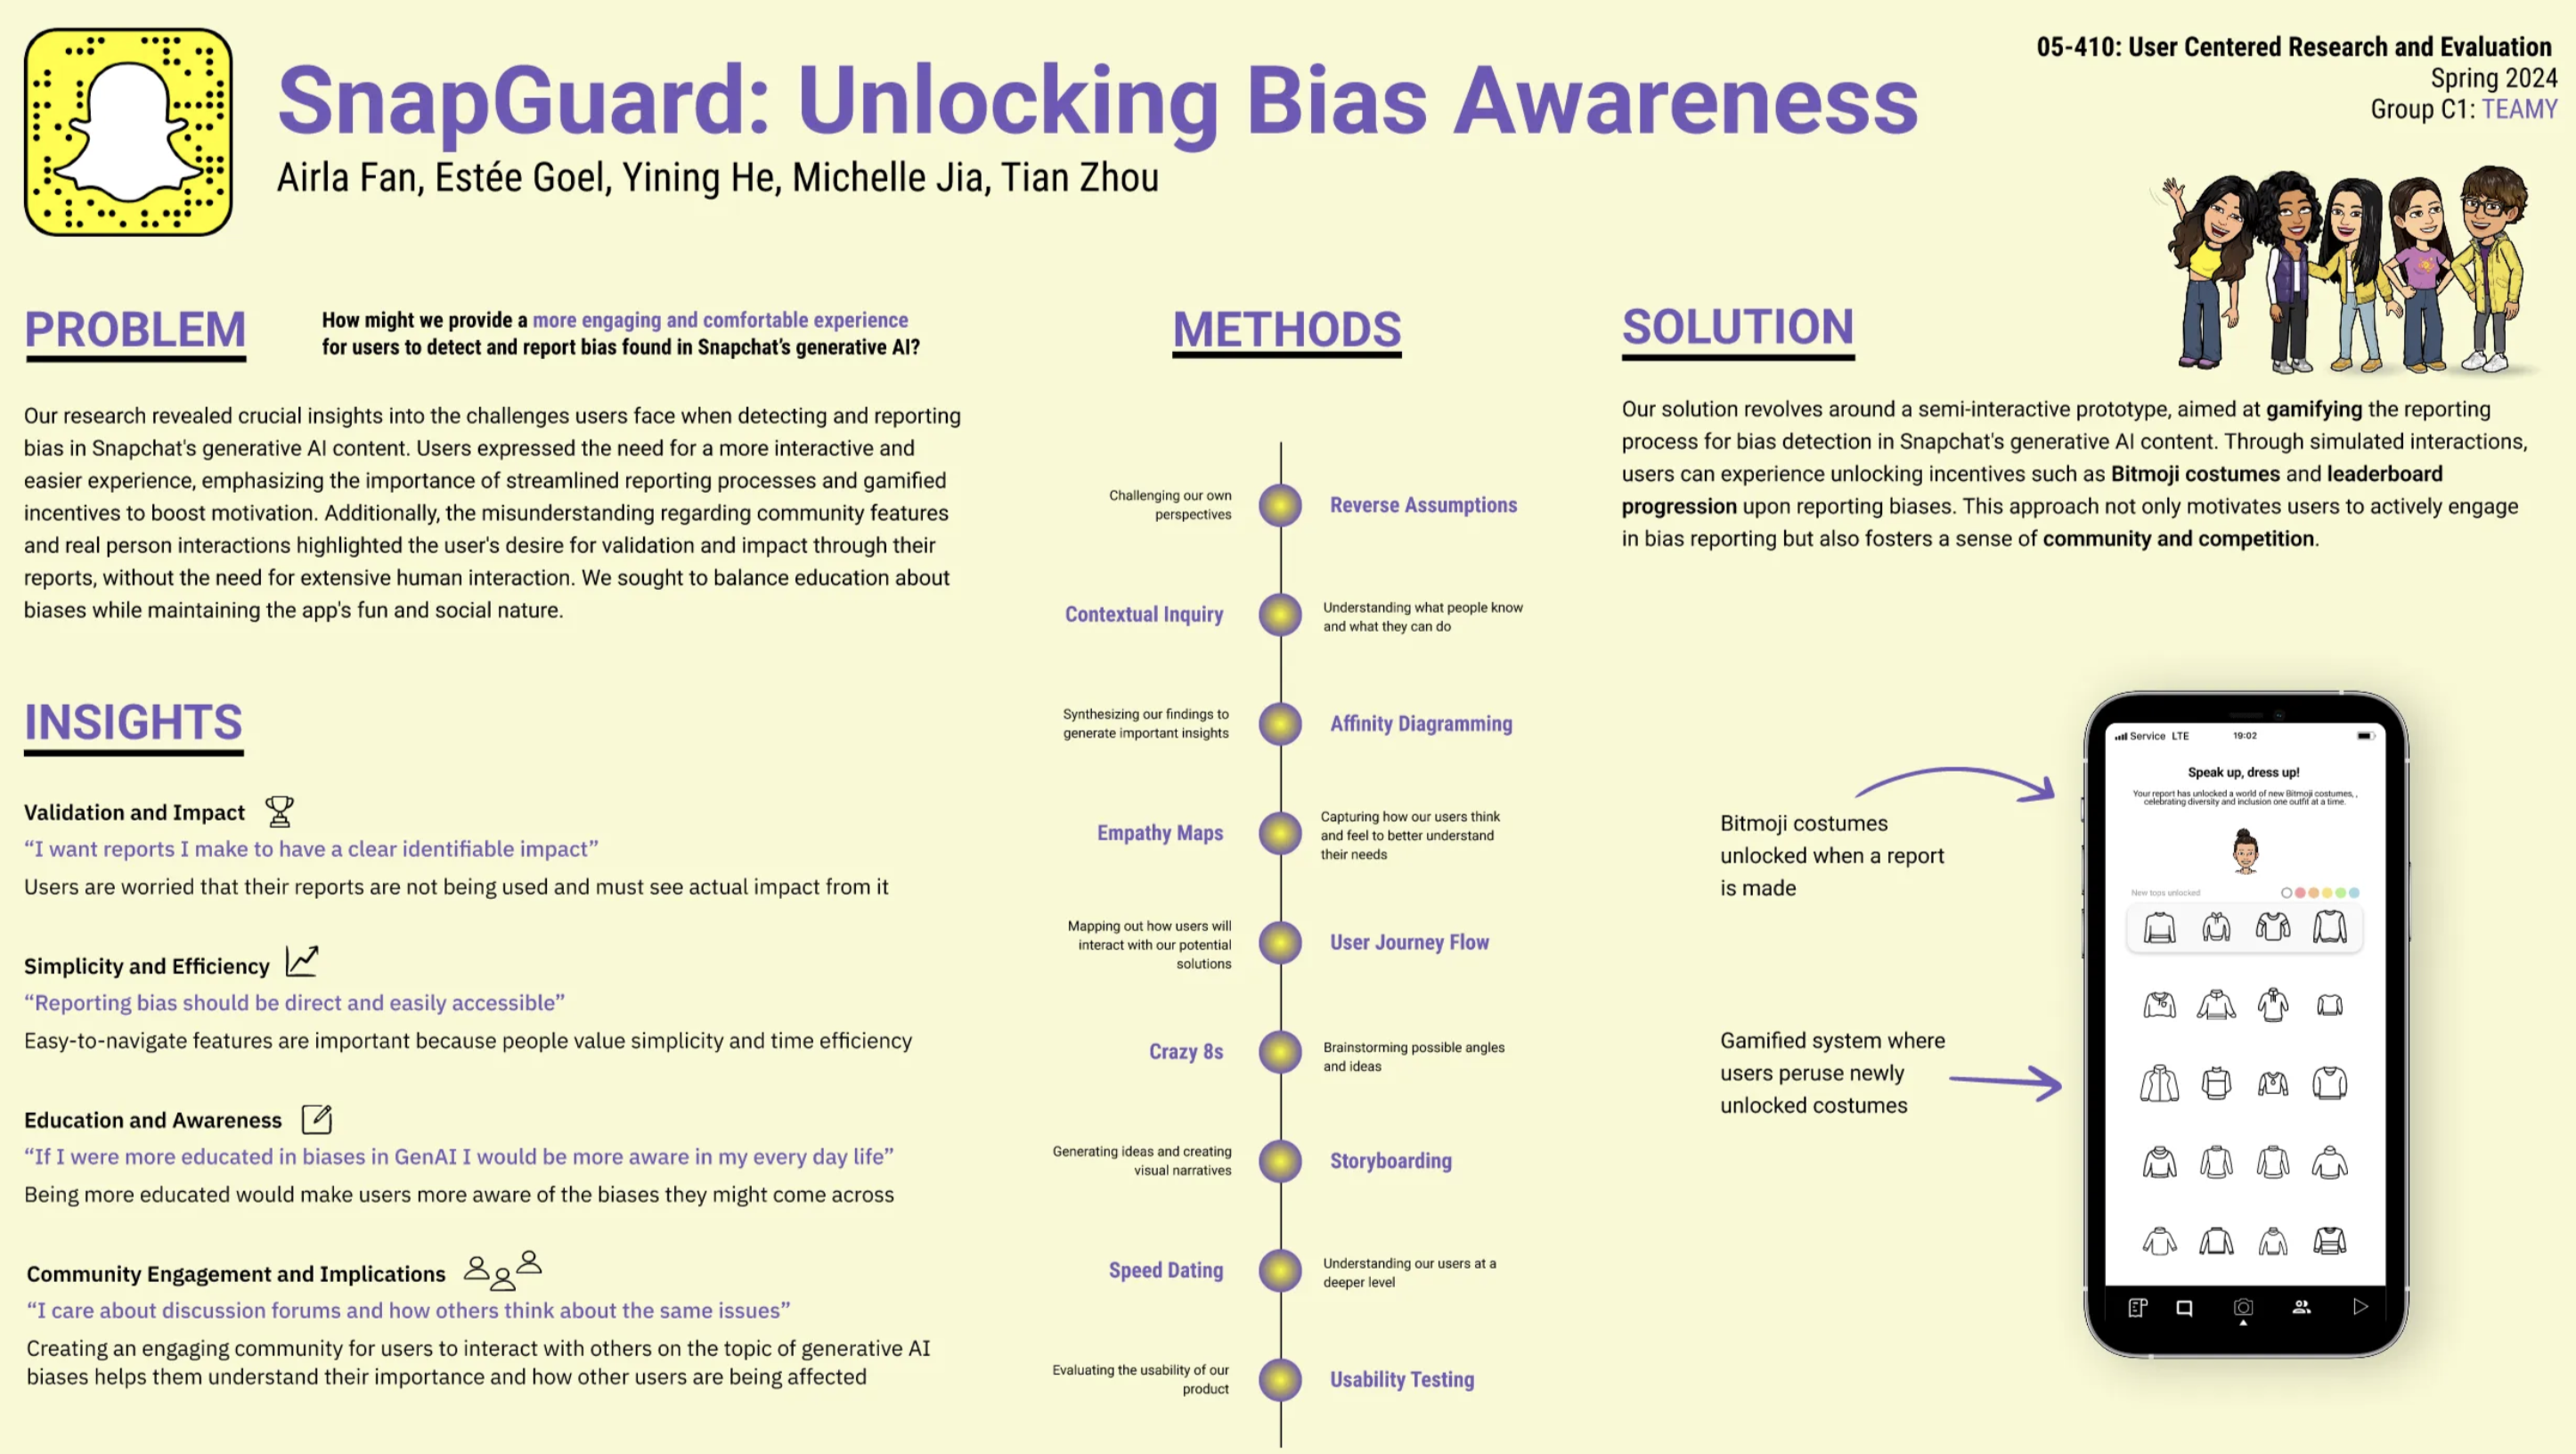 SnapGuard: Unlocking Bias Awareness
Airla Fan, Estée Goel, Yining He, Michelle Jia, Tian Zhou
05-410: User Centered Research and Evaluation
Spring 2024
Group C1: TEAMY
PROBLEM
How might we provide a more engaging and comfortable experience
for users to detect and report bias found in Snapchat's generative AI?
Our research revealed crucial insights into the challenges users face when detecting and reporting
bias in Snapchat's generative AI content. Users expressed the need for a more interactive and
easier experience, emphasizing the importance of streamlined reporting processes and gamified
incentives to boost motivation. Additionally, the misunderstanding regarding community features
and real person interactions highlighted the user's desire for validation and impact through their
reports, without the need for extensive human interaction. We sought to balance education about
biases while maintaining the app's fun and social nature.
INSIGHTS
Validation and Impact
“I want reports I make to have a clear identifiable impact”
Users are worried that their reports are not being used and must see actual impact from it
Simplicity and Efficiency
“Reporting bias should be direct and easily accessible”
Easy-to-navigate features are important because people value simplicity and time efficiency
Education and Awareness
“If I were more educated in biases in GenAI I would be more aware in my every day life”
Being more educated would make users more aware of the biases they might come across
Community Engagement and Implications
“I care about discussion forums and how others think about the same issues”
Creating an engaging community for users to interact with others on the topic of generative AI
biases helps them understand their importance and how other users are being affected
METHODS
Challenging our own
perspectives
Reverse Assumptions
Contextual Inquiry
Understanding what people know
and what they can do
Synthesizing our findings to
generate important insights
Affinity Diagramming
Empathy Maps
Capturing how our users think
and feel to better understand
their needs
Mapping out how users will
interact with our potential
solutions
User Journey Flow
Crazy 8s
Brainstorming possible angles
and ideas
Generating ideas and creating
visual narratives
Storyboarding
Speed Dating
Understanding our users at a
deeper level
Evaluating the usability of our
product
Usability Testing
SOLUTION
Our solution revolves around a semi-interactive prototype, aimed at gamifying the reporting
process for bias detection in Snapchat's generative AI content. Through simulated interactions,
users can experience unlocking incentives such as Bitmoji costumes and leaderboard
progression upon reporting biases. This approach not only motivates users to actively engage
in bias reporting but also fosters a sense of community and competition.
Bitmoji costumes
unlocked when a report
is made
Gamified system where
users peruse newly
unlocked costumes
Service LTE 19:02
Speak up, dress up!
Your report has unlocked a world of new Bitmoji costumes, ,
celebrating diversity and inclusion one outfit at a time.
New tops unlocked